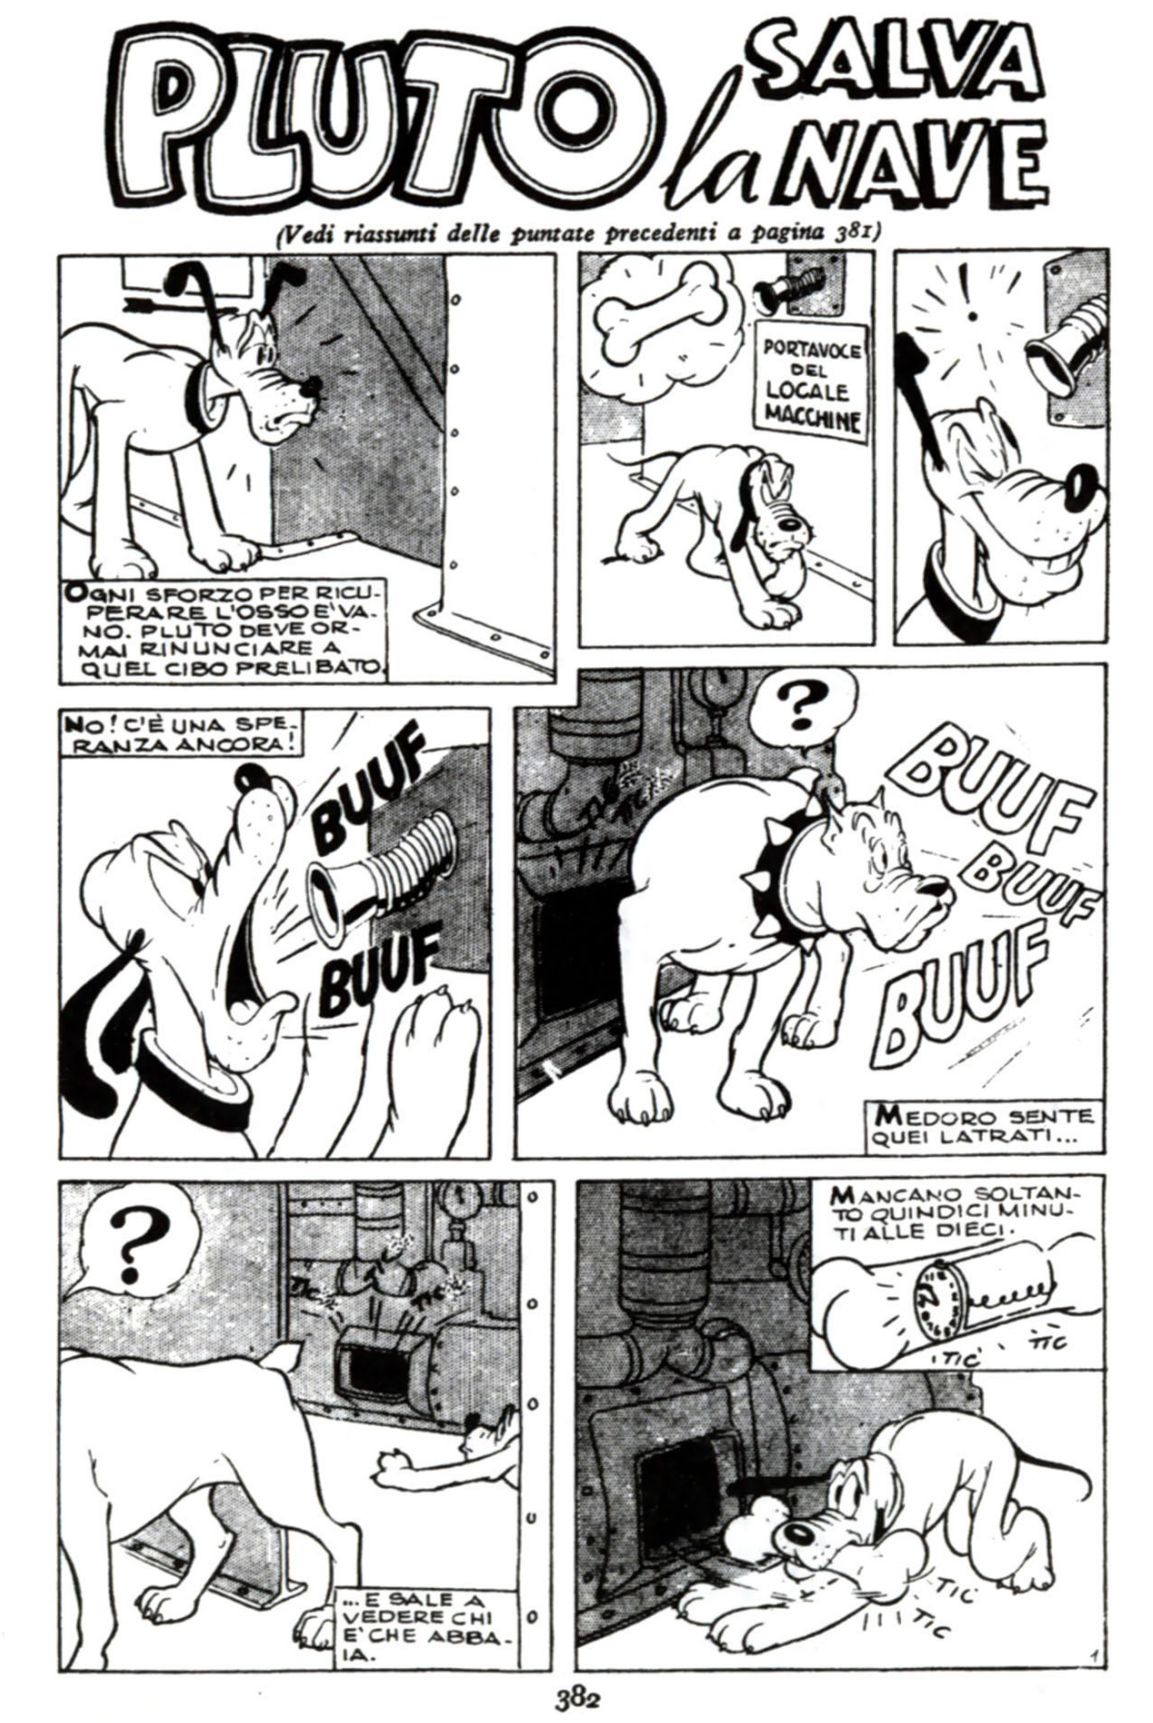 PLUTO
la SALVA
NAVE
(Vedi riassunti delle puntate precedenti a pagina 381)
OGNI SFORZO PER RICU-
PERARE L'OSSO E' VA-
NO. PLUTO DEVE OR-
MAI RINUNCIARE A
QUEL CIBO PRELIBATO.
PORTAVOCE
DEL
LOCALE
MACCHINE
!
NO! C'È UNA SPE-
RANZA ANCORA!
BUUF
BUUF
?
TIC
TIC
BUUF
BUUF
BUUF
MEDORO SENTE
QUEI LATRATI...
?
TIC
TIC
...E SALE A
VEDERE CHI
E' CHE ABBA-
IA.
MANCANO SOLTAN-
TO QUINDICI MINU-
TI ALLE DIECI.
TIC
TIC
TIC
TIC
1
382